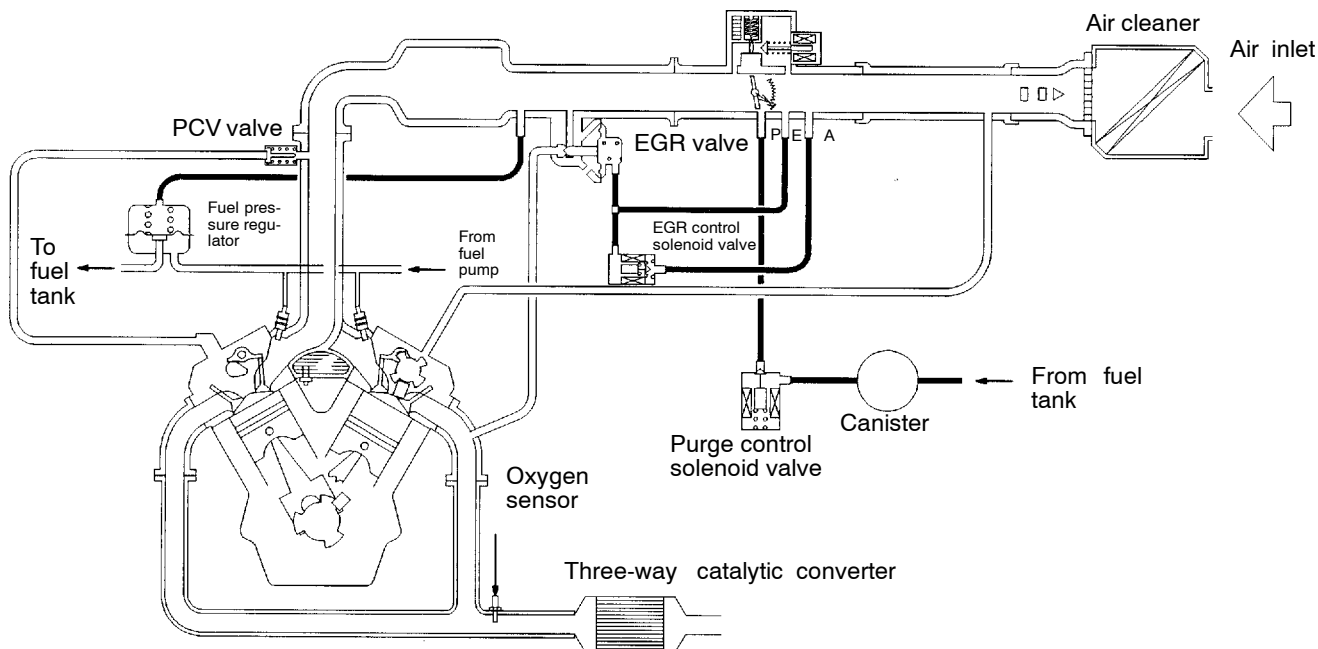 Air cleaner
Air inlet
PCV valve
EGR valve
P
E
A
Fuel pres-
sure regu-
lator
EGR control
solenoid valve
To
fuel
tank
From
fuel
pump
From fuel
tank
Canister
Purge control
solenoid valve
Oxygen
sensor
Three-way catalytic converter